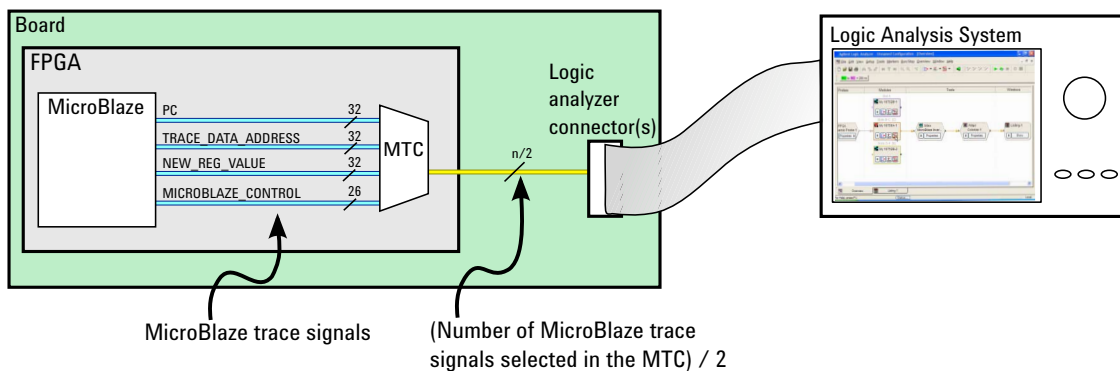 Board
FPGA
MicroBlaze
PC
32
TRACE_DATA_ADDRESS
32
NEW_REG_VALUE
32
MICROBLAZE_CONTROL
26
MTC
n/2
Logic
analyzer
connector(s)
Logic Analysis System
MicroBlaze trace signals
(Number of MicroBlaze trace
signals selected in the MTC) / 2